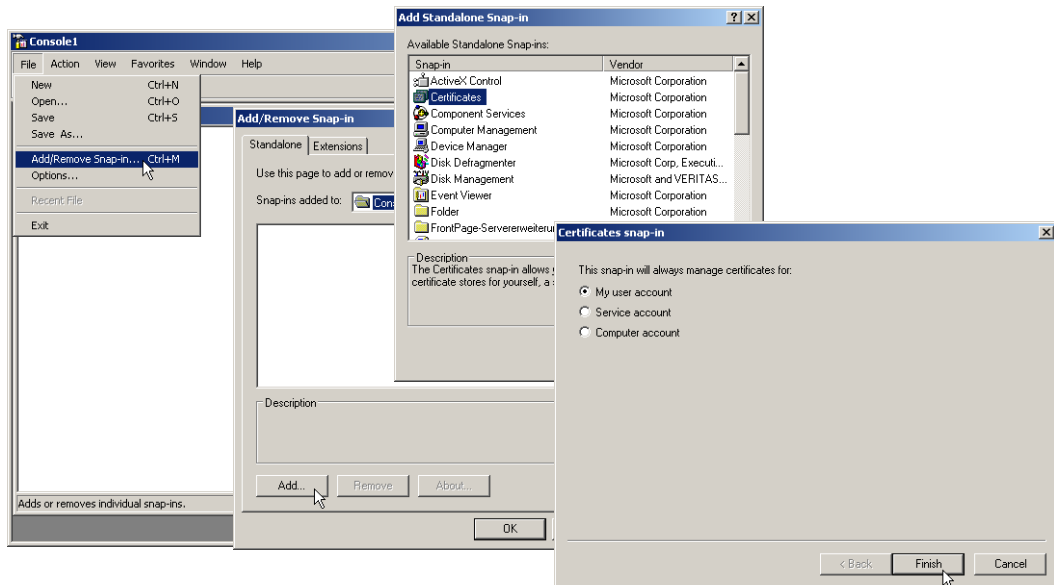 Console1
File Action View Favorites Window Help
New Ctrl+N
Open... Ctrl+O
Save Ctrl+S
Save As...
Add/Remove Snap-in... Ctrl+M
Options...
Recent File
Exit
Adds or removes individual snap-ins.
Add/Remove Snap-in
Standalone Extensions
Use this page to add or remov
Snap-ins added to: Con
Description
Add... Remove About...
OK
Add Standalone Snap-in
Available Standalone Snap-ins:
Snap-in Vendor
ActiveX Control Microsoft Corporation
Certificates Microsoft Corporation
Component Services Microsoft Corporation
Computer Management Microsoft Corporation
Device Manager Microsoft Corporation
Disk Defragmenter Microsoft Corp, Executi...
Disk Management Microsoft and VERITAS...
Event Viewer Microsoft Corporation
Folder Microsoft Corporation
FrontPage-Servererweiterun
Description
The Certificates snap-in allows
certificate stores for yourself, a
Certificates snap-in
This snap-in will always manage certificates for:
My user account
Service account
Computer account
< Back Finish Cancel